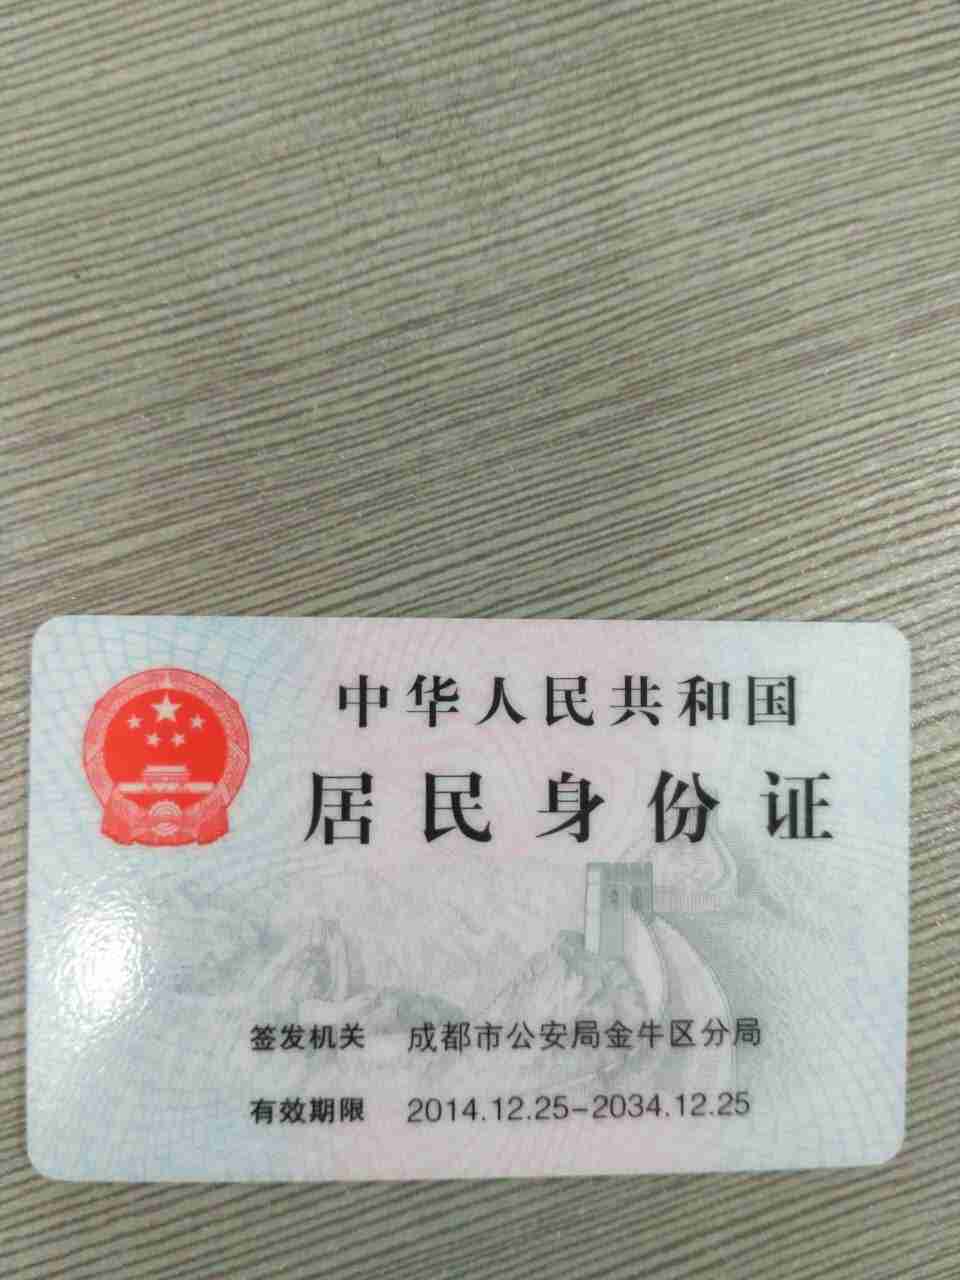 中华人民共和国
居民身份证
签发机关 成都市公安局金牛区分局
有效期限 2014.12.25-2034.12.25